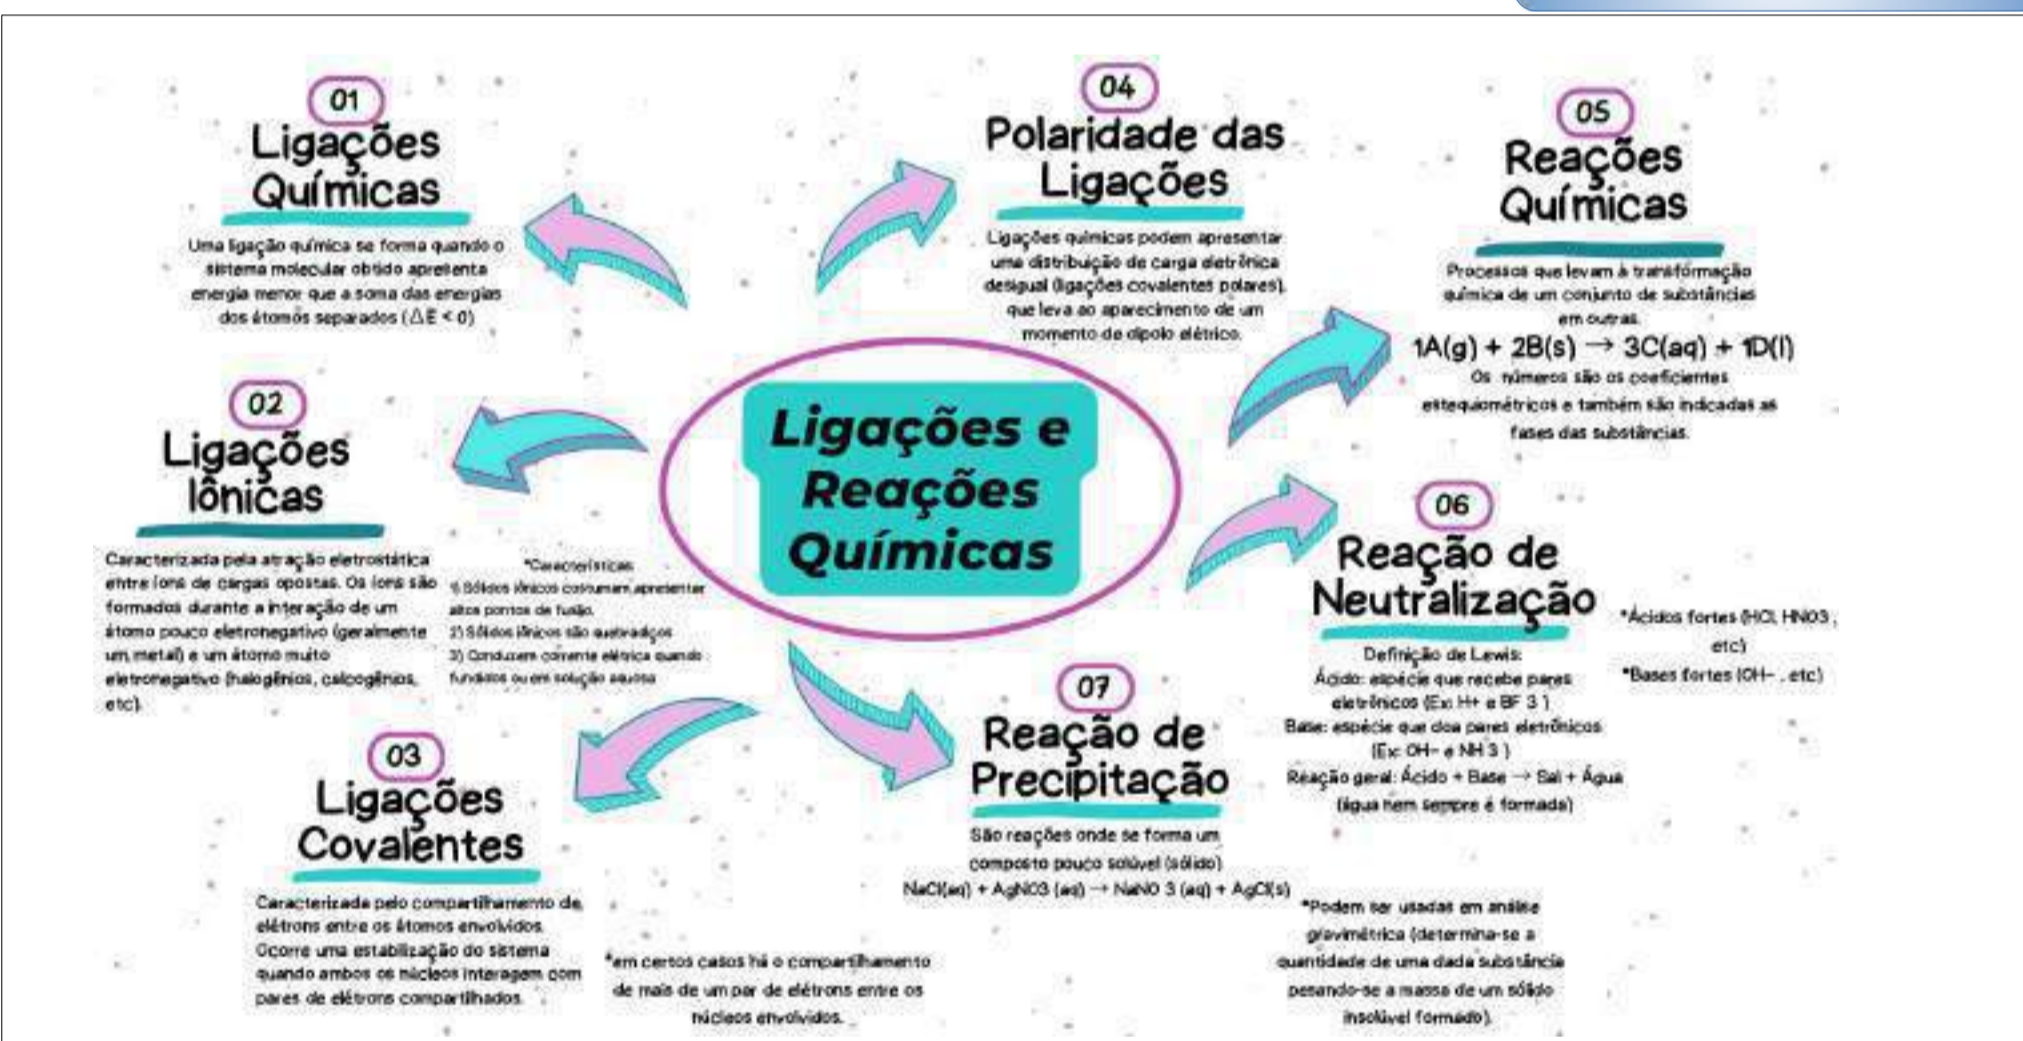 01
Ligações
Químicas
Uma ligação química se forma quando o
sistema molecular obtido apresenta
energia menor que a soma das energias
dos átomos separados (△E < 0)
02
Ligações
Iônicas
Caracterizada pela atração eletrostática
entre íons de cargas opostas. Os íons são
formados durante a interação de um
átomo pouco eletronegativo (geralmente
um metal) e um átomo muito
eletronegativo (halogênios, calcogênios,
etc).
*Características
1) Sólidos iônicos costumam apresentar
altos pontos de fusão.
2) Sólidos iônicos são quebradiços
3) Conduzem corrente elétrica quando
fundidos ou em solução aquosa
03
Ligações
Covalentes
Caracterizada pelo compartilhamento de
elétrons entre os átomos envolvidos.
Ocorre uma estabilização do sistema
quando ambos os núcleos interagem com
pares de elétrons compartilhados.
*em certos casos há o compartilhamento
de mais de um par de elétrons entre os
núcleos envolvidos.
Ligações e
Reações
Químicas
04
Polaridade das
Ligações
Ligações químicas podem apresentar
uma distribuição de carga eletrônica
desigual (ligações covalentes polares),
que leva ao aparecimento de um
momento de dipolo elétrico.
05
Reações
Químicas
Processos que levam à transformação
química de um conjunto de substâncias
em outras.
1A(g) + 2B(s) → 3C(aq) + 1D(l)
Os números são os coeficientes
estequiométricos e também são indicadas as
fases das substâncias.
06
Reação de
Neutralização
Definição de Lewis:
Ácido: espécie que recebe pares
eletrônicos (Ex: H+ e BF 3 )
Base: espécie que doa pares eletrônicos
(Ex: OH- e NH 3 )
Reação geral: Ácido + Base → Sal + Água
(água nem sempre é formada)
*Ácidos fortes (HCl, HNO3 ,
etc)
*Bases fortes (OH- , etc)
07
Reação de
Precipitação
São reações onde se forma um
composto pouco solúvel (sólido)
NaCl(aq) + AgNO3 (aq) → NaNO 3 (aq) + AgCl(s)
*Podem ser usadas em análise
gravimétrica (determina-se a
quantidade de uma dada substância
pesando-se a massa de um sólido
insolúvel formado).